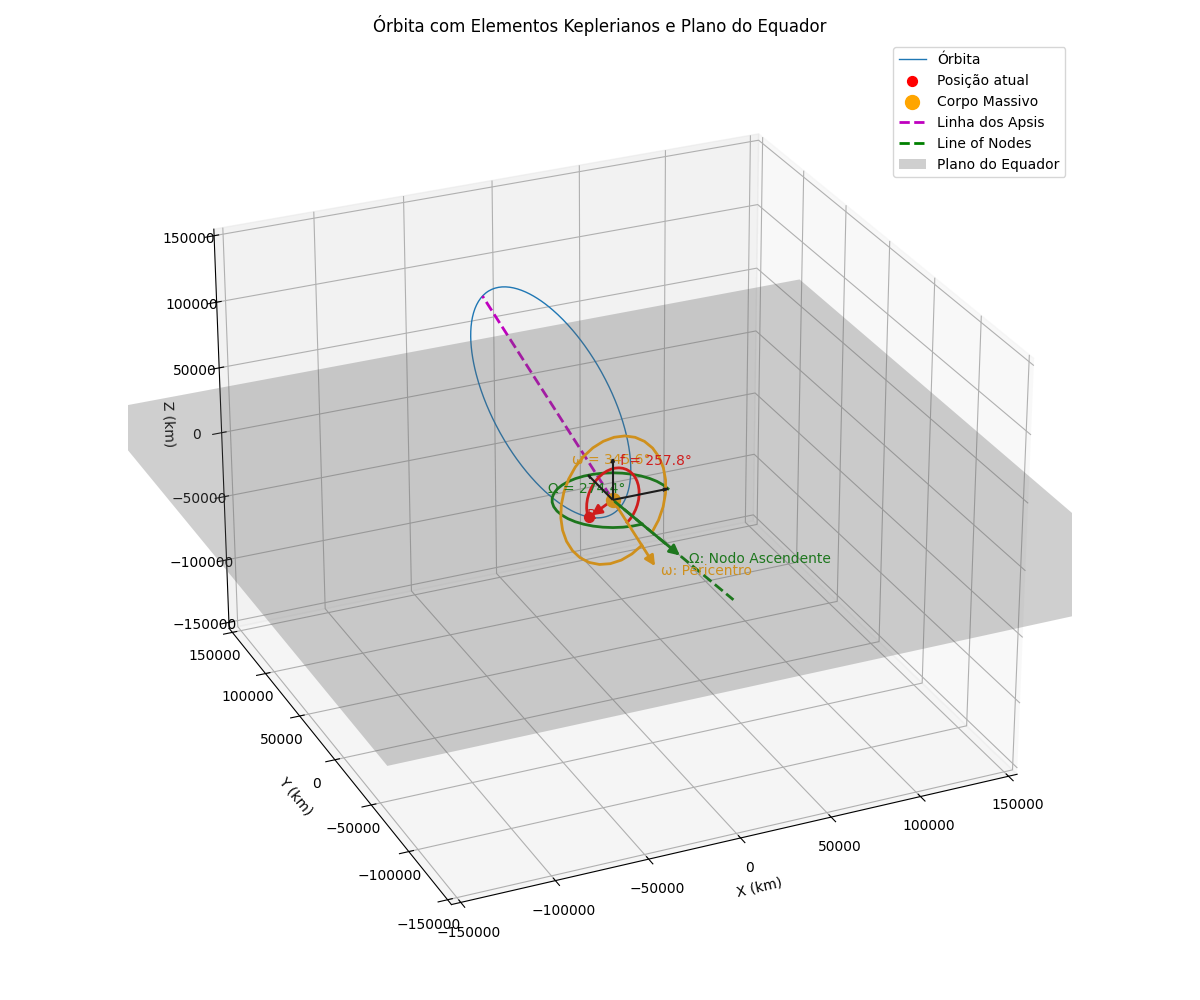 Órbita com Elementos Keplerianos e Plano do Equador
Órbita
Posição atual
Corpo Massivo
Linha dos Apsis
Line of Nodes
Plano do Equador
150000
100000
50000
0
−50000
−100000
−150000
Z (km)
f = 257.8°
Ω = 274.4°
Ω: Nodo Ascendente
ω: Pericentro
150000
100000
50000
0
−50000
−100000
−150000
Y (km)
−150000
−100000
−50000
0
50000
100000
150000
X (km)